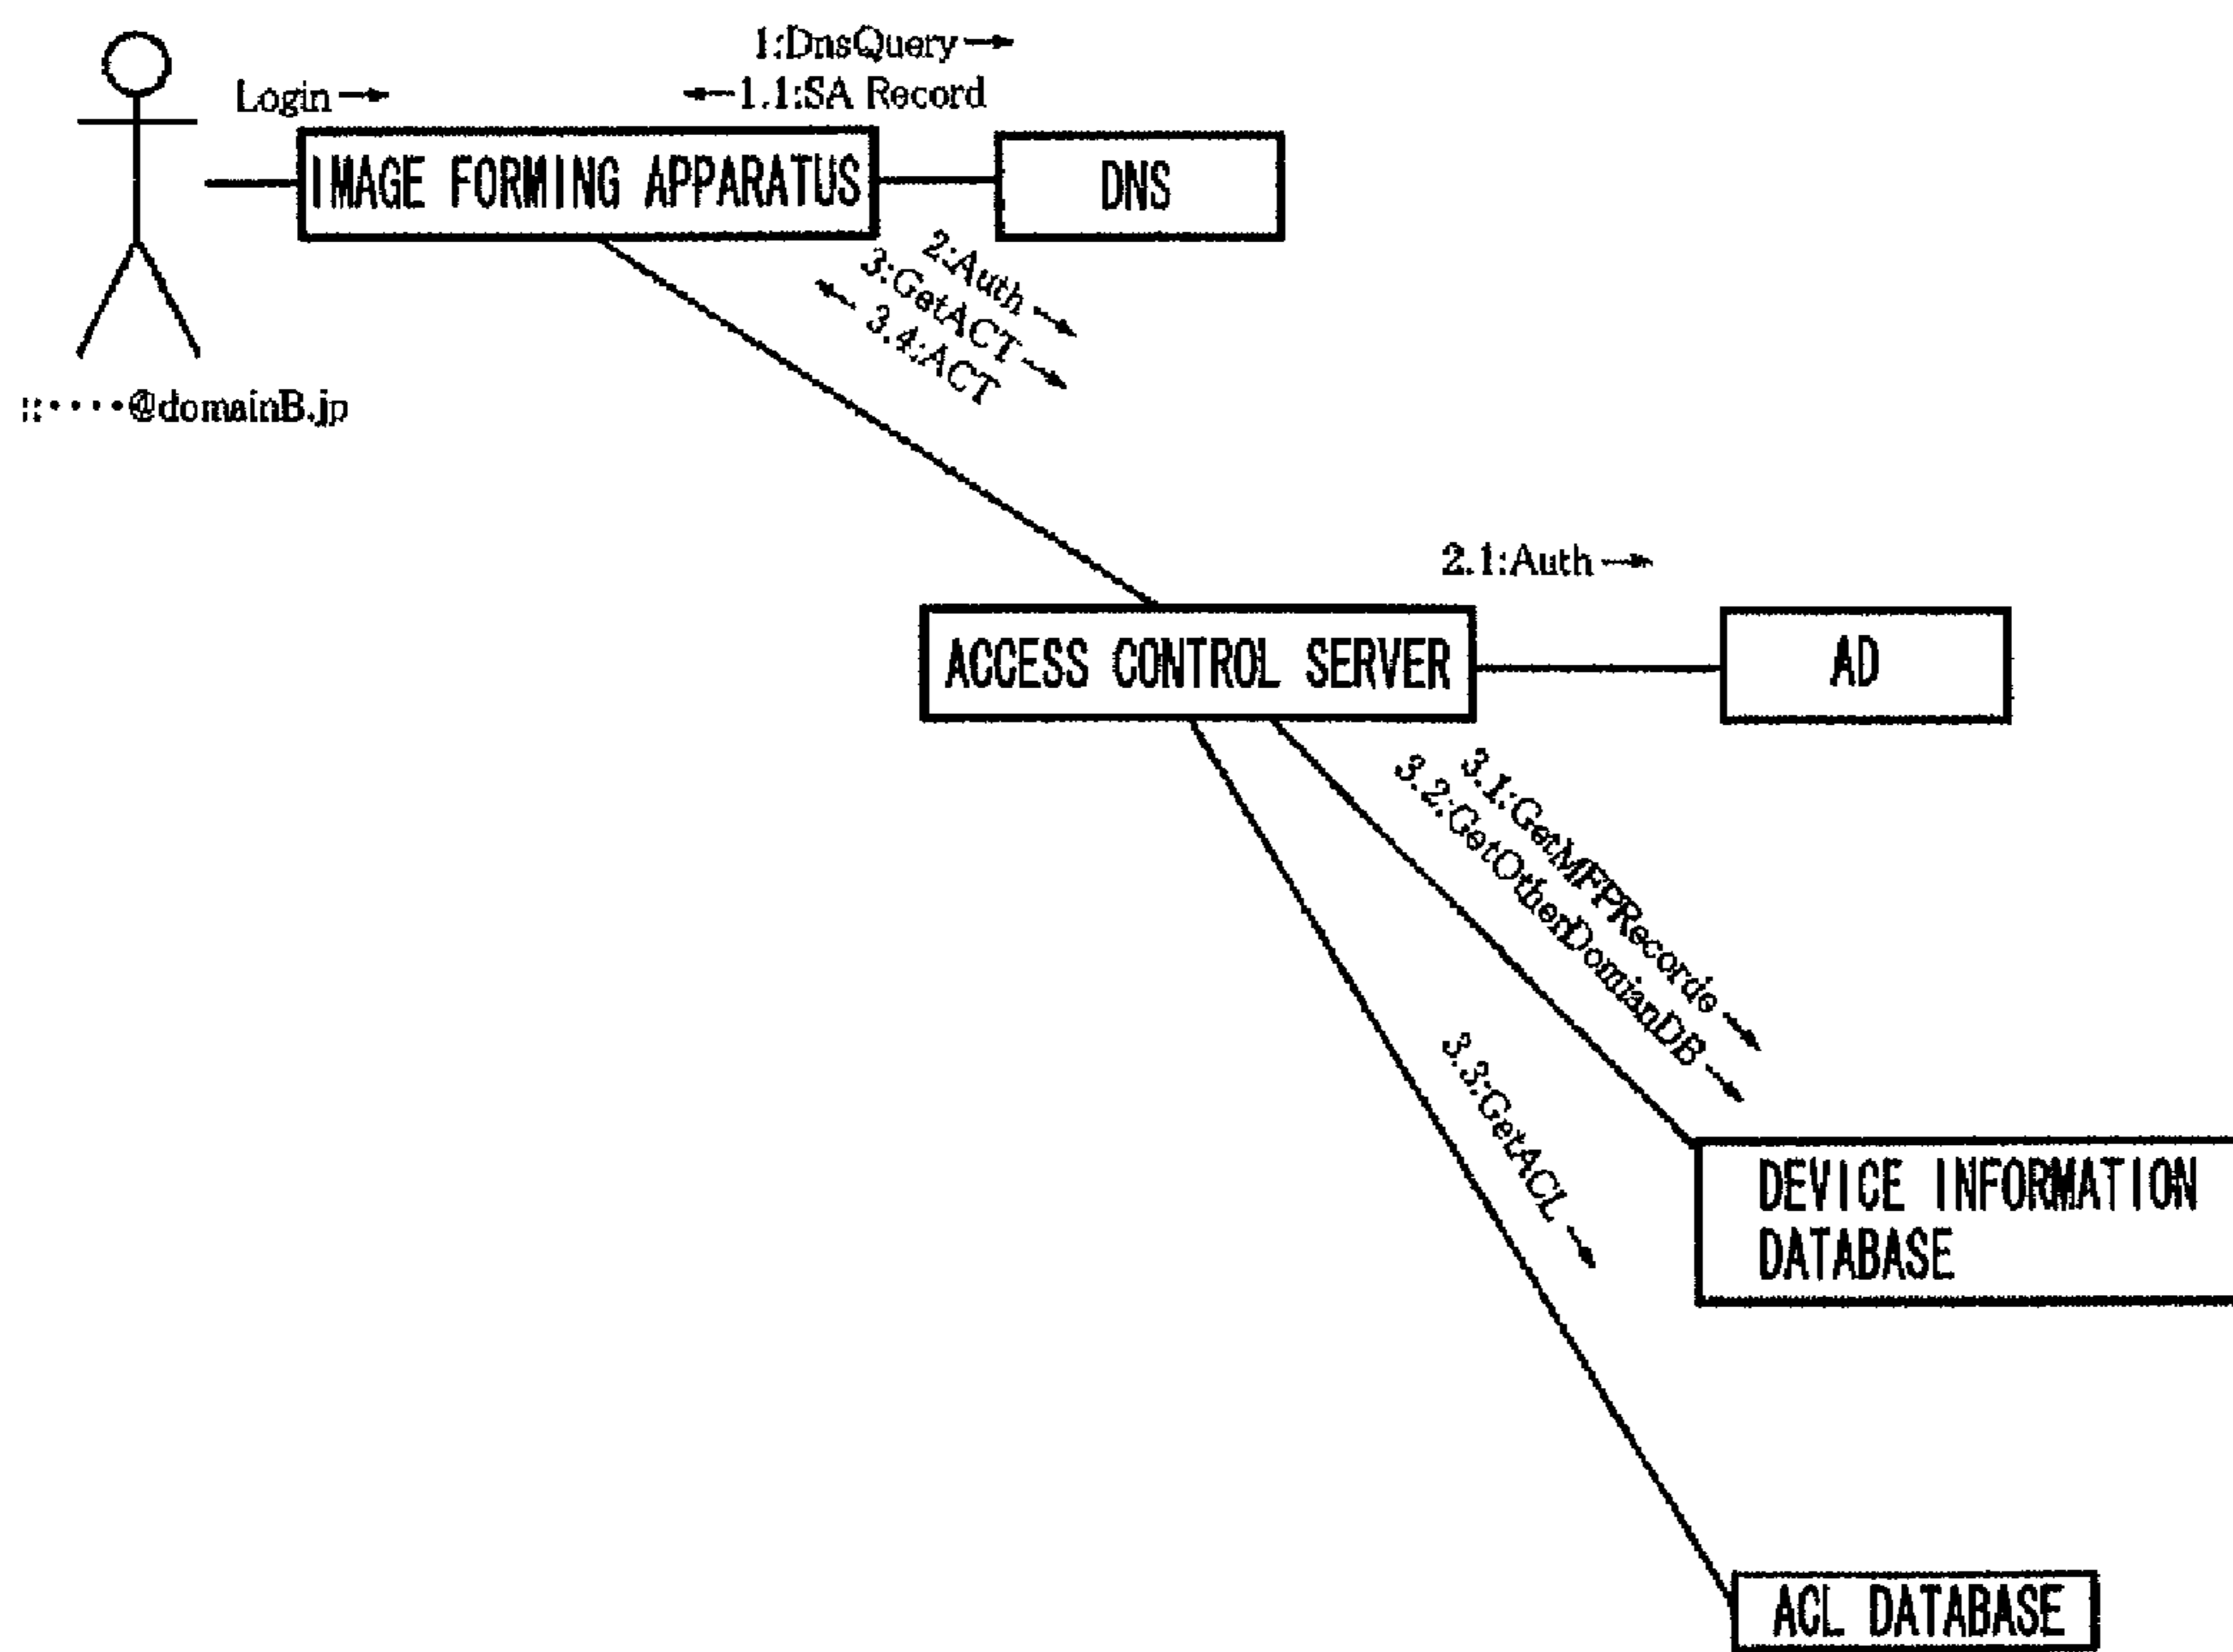 1:DnsQuery→
Login→
←1.1:SA Record
IMAGE FORMING APPARATUS
DNS
2:Auth→
3:GetACT→
←3.4:ACT
::････@domainB.jp
2.1:Auth→
ACCESS CONTROL SERVER
AD
3.1:GetMFPRecorde→
3.2:GetOtherDomianDB→
3.3:GetACL→
DEVICE INFORMATION
DATABASE
ACL DATABASE